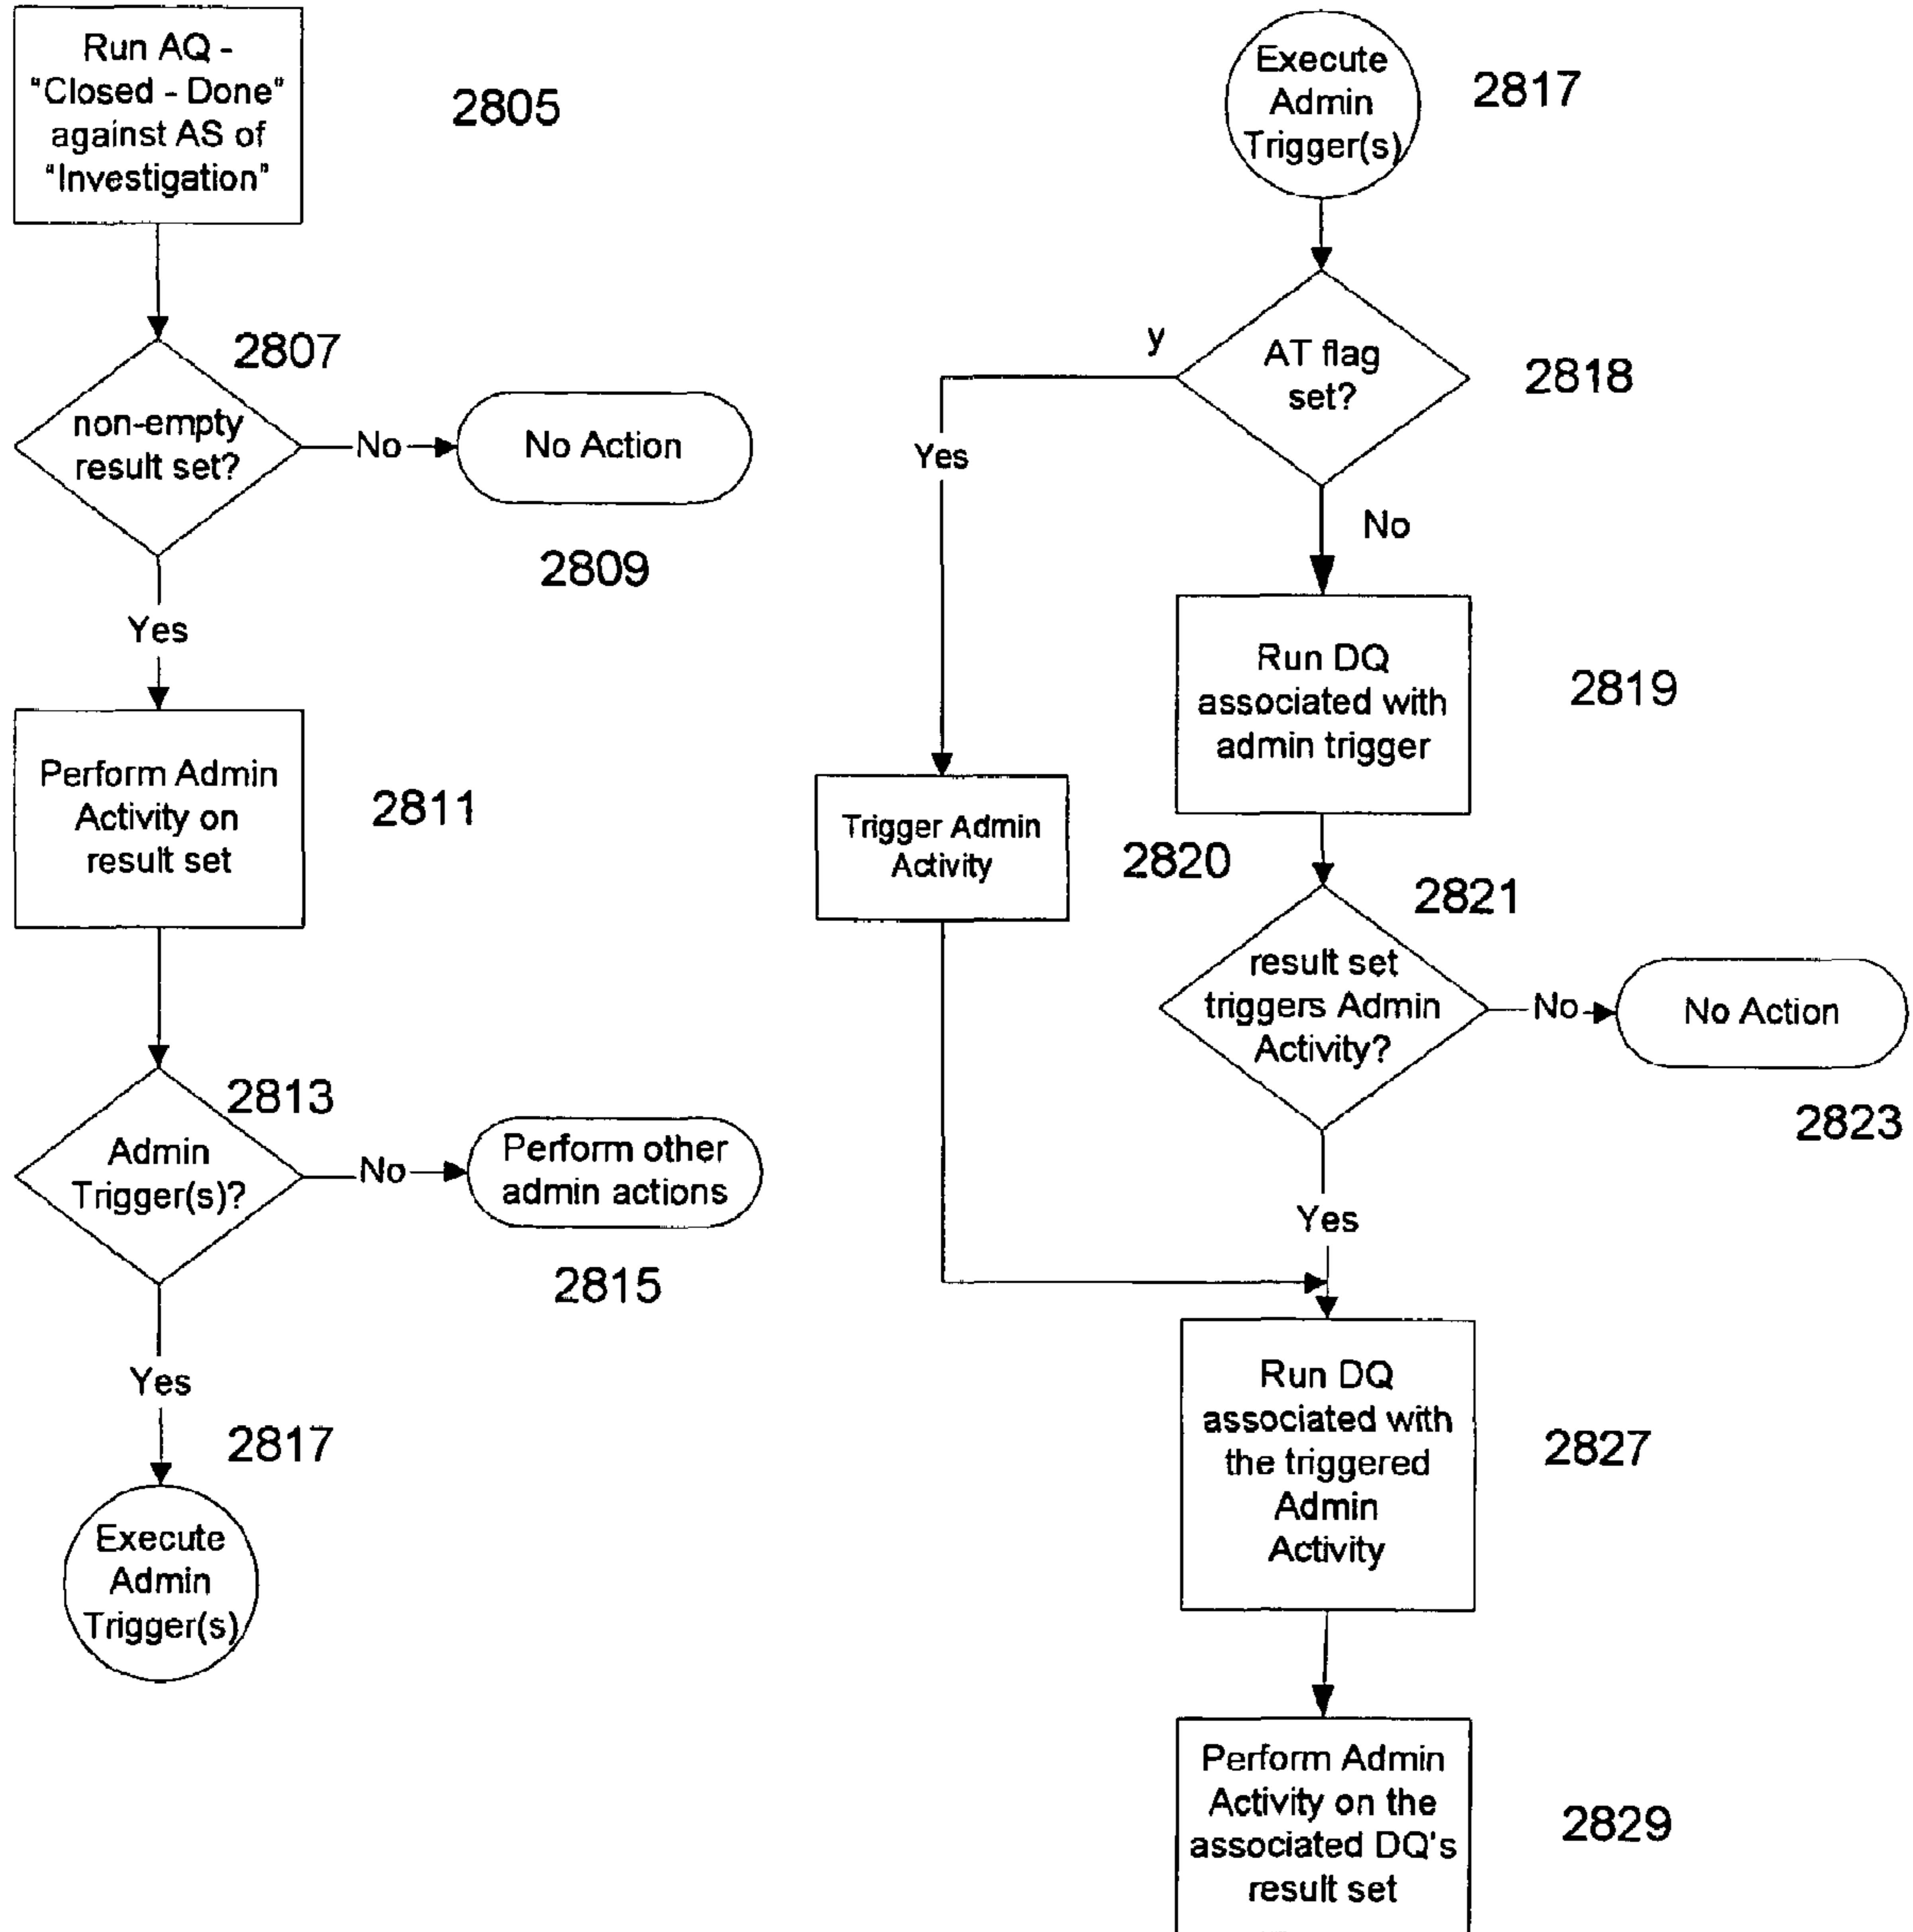 Run AQ -
"Closed - Done"
against AS of
"Investigation"
2805
2807
non-empty
result set?
No
No Action
2809
Yes
Perform Admin
Activity on
result set
2811
2813
Admin
Trigger(s)?
No
Perform other
admin actions
2815
Yes
2817
Execute
Admin
Trigger(s)
Execute
Admin
Trigger(s)
2817
y
AT flag
set?
2818
Yes
No
Run DQ
associated with
admin trigger
2819
Trigger Admin
Activity
2820
2821
result set
triggers Admin
Activity?
No
No Action
2823
Yes
Run DQ
associated with
the triggered
Admin
Activity
2827
Perform Admin
Activity on the
associated DQ's
result set
2829